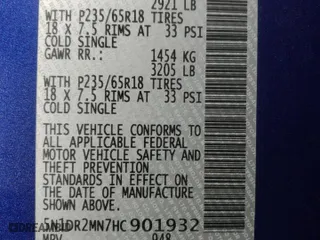 2921 LB
WITH P235/65R18 TIRES
18 X 7.5 RIMS AT 33 PSI
COLD SINGLE
GAWR RR.: 1454 KG
3205 LB
WITH P235/65R18 TIRES
18 X 7.5 RIMS AT 33 PSI
COLD SINGLE
THIS VEHICLE CONFORMS TO
ALL APPLICABLE FEDERAL
MOTOR VEHICLE SAFETY AND
THEFT PREVENTION
STANDARDS IN EFFECT ON
THE DATE OF MANUFACTURE
SHOWN ABOVE.
5N1DR2MN7HC901932
MPV 948